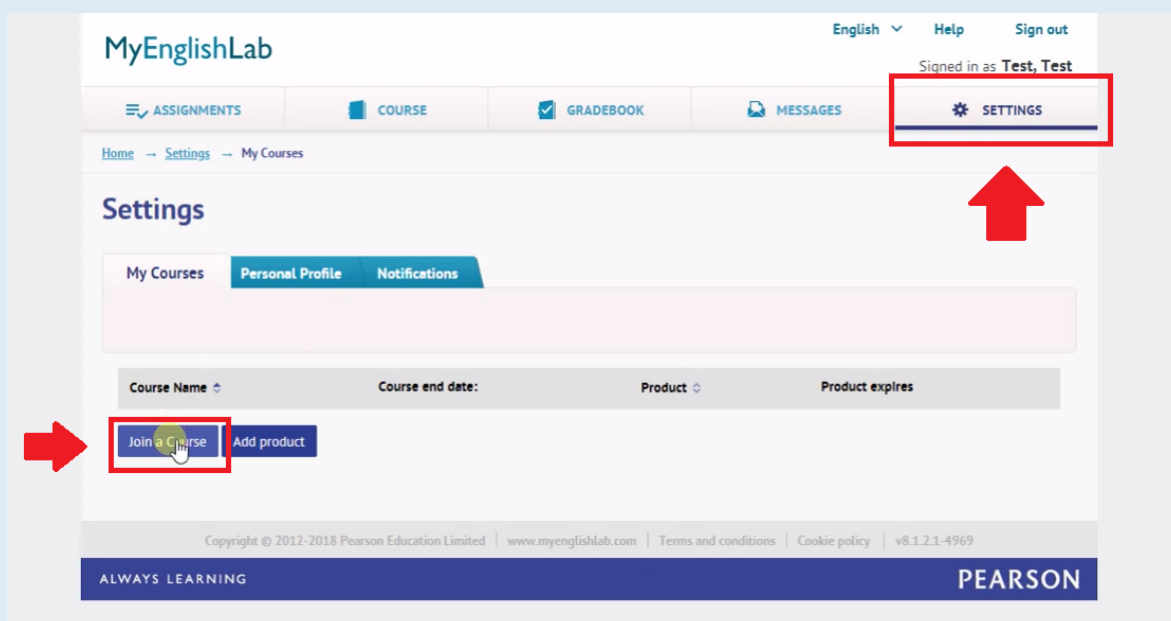 MyEnglishLab
English Help Sign out
Signed in as Test, Test
ASSIGNMENTS COURSE GRADEBOOK MESSAGES SETTINGS
Home → Settings → My Courses
Settings
My Courses Personal Profile Notifications
Course Name Course end date: Product Product expires
Join a Course Add product
Copyright © 2012-2018 Pearson Education Limited | www.myenglishlab.com | Terms and conditions | Cookie policy | v8.1.2.1-4969
ALWAYS LEARNING PEARSON